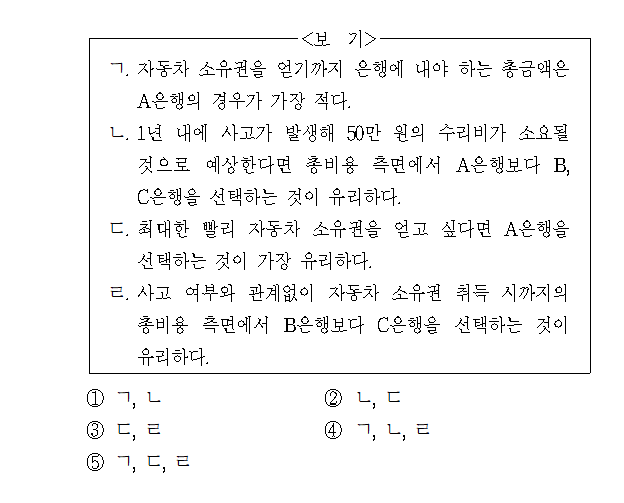 <보 기>
ㄱ. 자동차 소유권을 얻기까지 은행에 내야 하는 총금액은
A은행의 경우가 가장 적다.
ㄴ. 1년 내에 사고가 발생해 50만 원의 수리비가 소요될
것으로 예상한다면 총비용 측면에서 A은행보다 B,
C은행을 선택하는 것이 유리하다.
ㄷ. 최대한 빨리 자동차 소유권을 얻고 싶다면 A은행을
선택하는 것이 가장 유리하다.
ㄹ. 사고 여부와 관계없이 자동차 소유권 취득 시까지의
총비용 측면에서 B은행보다 C은행을 선택하는 것이
유리하다.
① ㄱ, ㄴ ② ㄴ, ㄷ
③ ㄷ, ㄹ ④ ㄱ, ㄴ, ㄹ
⑤ ㄱ, ㄷ, ㄹ